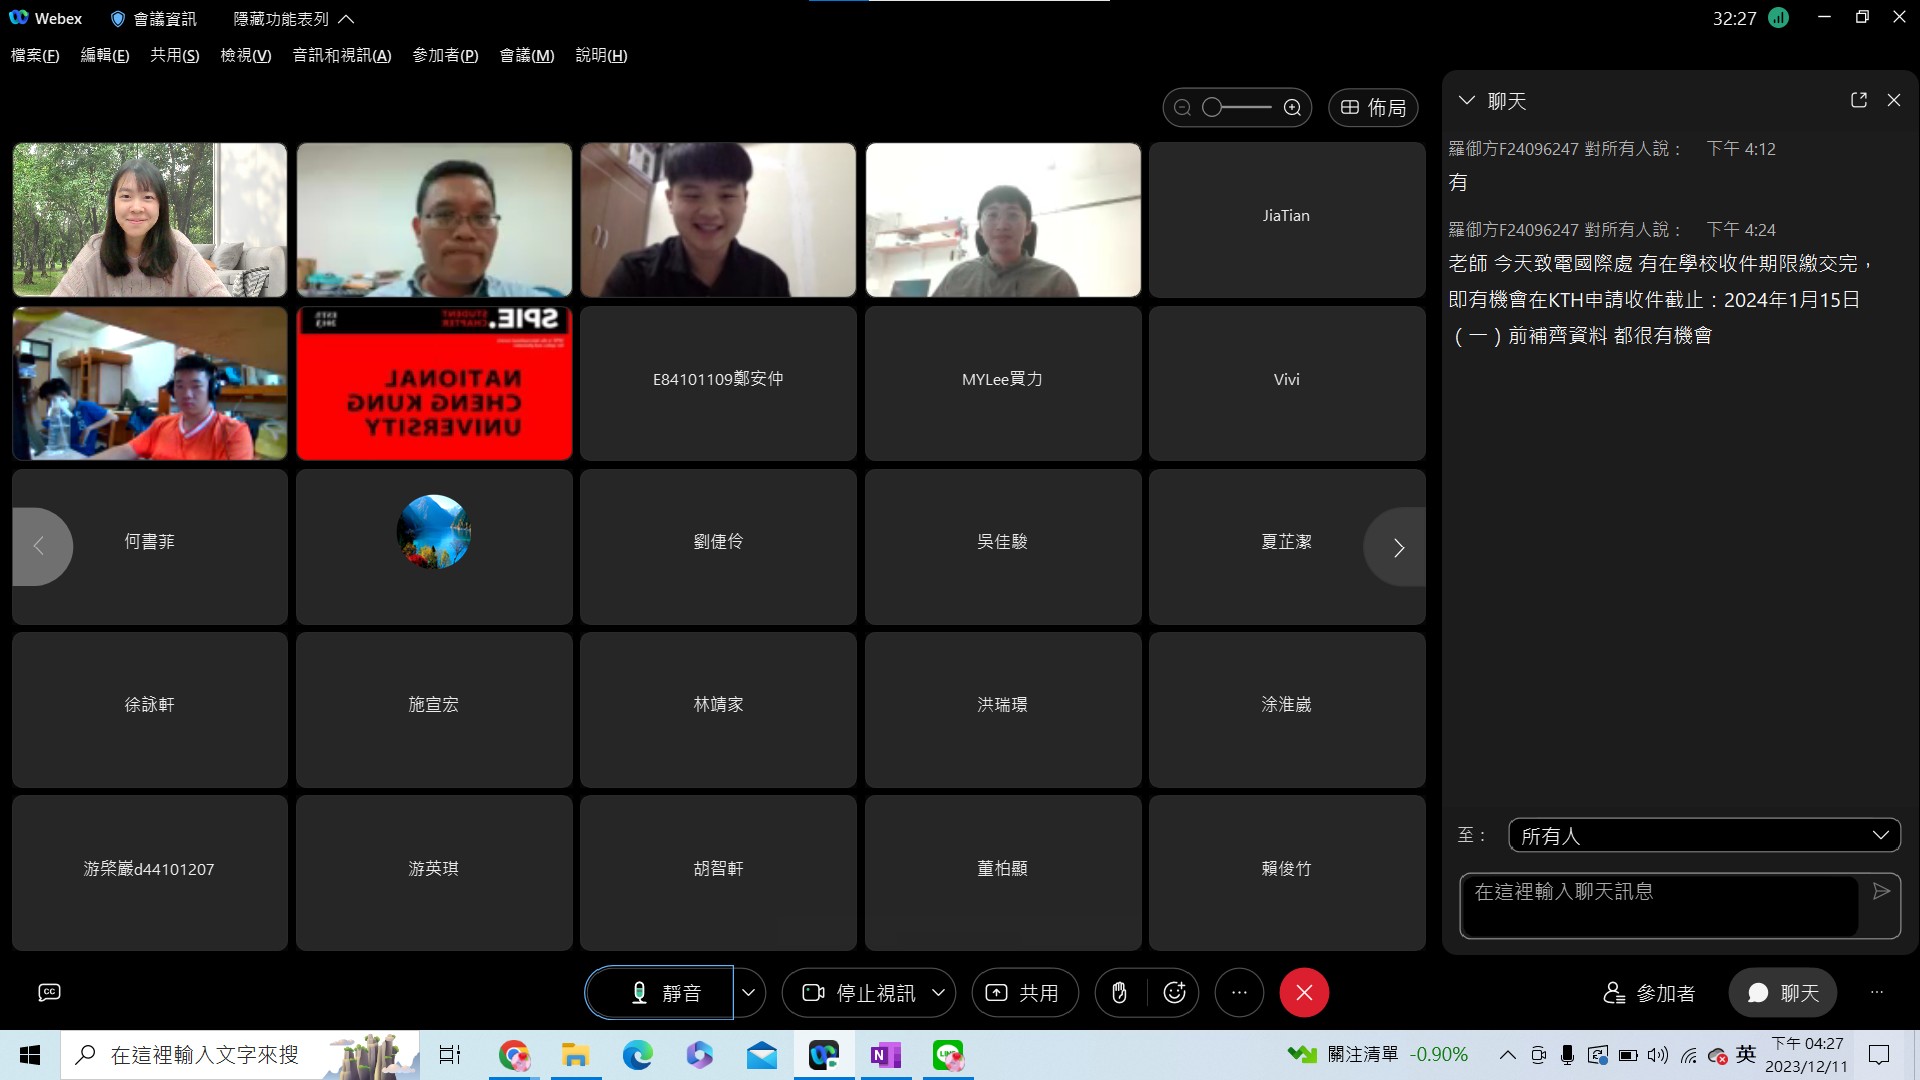 Webex
會議資訊
隱藏功能表列
32:27
檔案(F) 編輯(E) 共用(S) 檢視(V) 音訊和視訊(A) 參加者(P) 會議(M) 說明(H)
佈局
聊天
羅御方F24096247 對所有人說： 下午 4:12
有
羅御方F24096247 對所有人說： 下午 4:24
老師 今天致電國際處 有在學校收件期限繳交完，
即有機會在KTH申請收件截止：2024年1月15日
（一）前補齊資料 都很有機會
JiaTian
SPIE. STUDENT CHAPTER
NATIONAL
CHENG KUNG
UNIVERSITY
E84101109鄭安仲
MYLee買力
Vivi
何書菲
劉倢伶
吳佳駿
夏芷潔
徐詠軒
施宣宏
林靖家
洪瑞璟
涂淮崴
游棨巖d44101207
游英琪
胡智軒
董柏顯
賴俊竹
至：
所有人
在這裡輸入聊天訊息
CC
靜音
停止視訊
共用
參加者
聊天
在這裡輸入文字來搜
N
LINE
關注清單 -0.90%
英
下午 04:27
2023/12/11